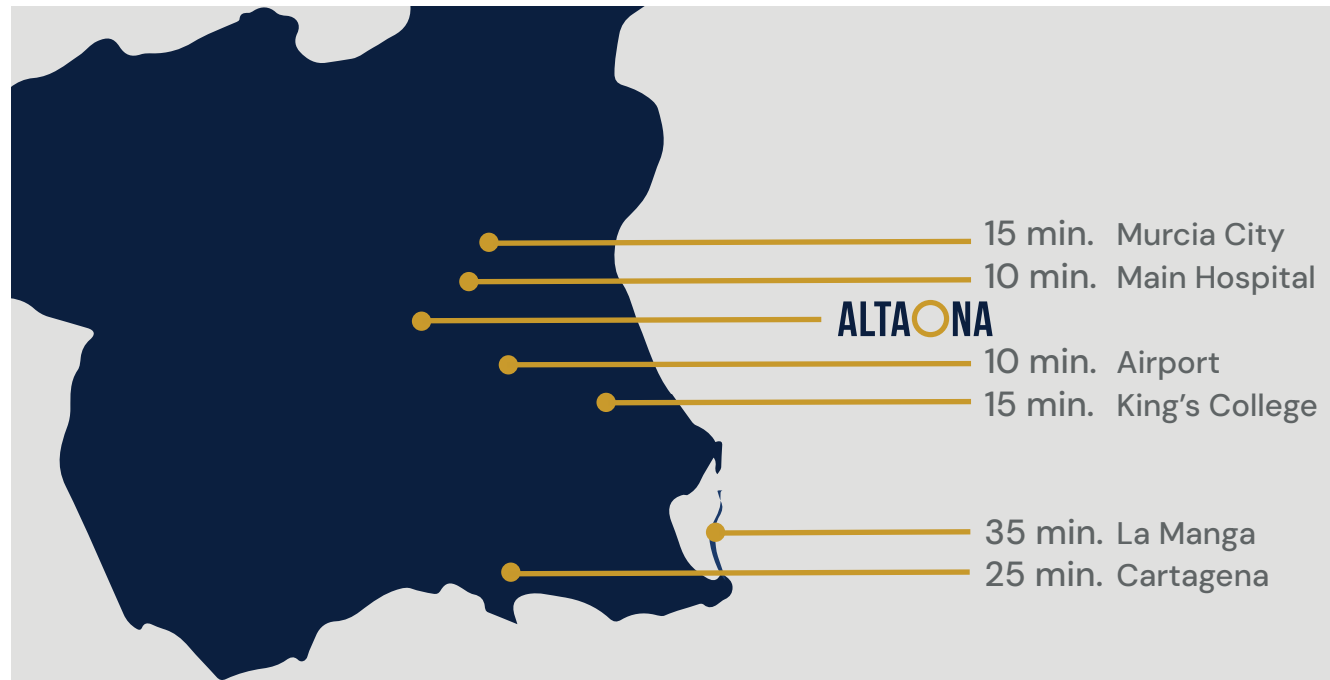 15 min. Murcia City
10 min. Main Hospital
ALTAONA
10 min. Airport
15 min. King’s College
35 min. La Manga
25 min. Cartagena